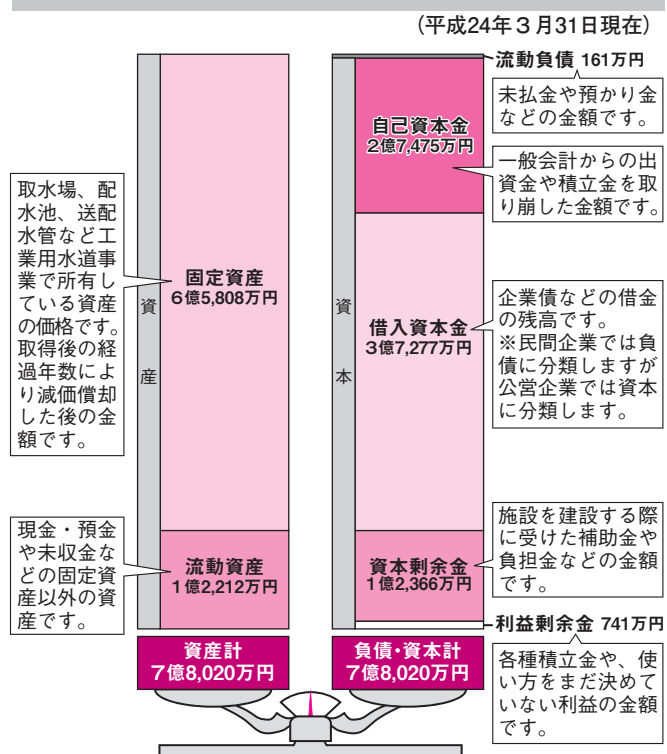 (平成24年3月31日現在)
流動負債 161万円
未払金や預かり金
などの金額です。
自己資本金
2億7,475万円
一般会計からの出
資金や積立金を取
り崩した金額です。
取水場、配
水池、送配
水管など工
業用水道事
業で所有し
ている資産
の価格です。
取得後の経
過年数によ
り減価償却
した後の金
額です。
資産
固定資産
6億5,808万円
資本
借入資本金
3億7,277万円
企業債などの借金
の残高です。
※民間企業では負
債に分類しますが
公営企業では資本
に分類します。
現金・預金
や未収金な
どの固定資
産以外の資
産です。
流動資産
1億2,212万円
資本剰余金
1億2,366万円
施設を建設する際
に受けた補助金や
負担金などの金額
です。
利益剰余金 741万円
各種積立金や、使
い方をまだ決めて
いない利益の金額
です。
資産計
7億8,020万円
負債・資本計
7億8,020万円